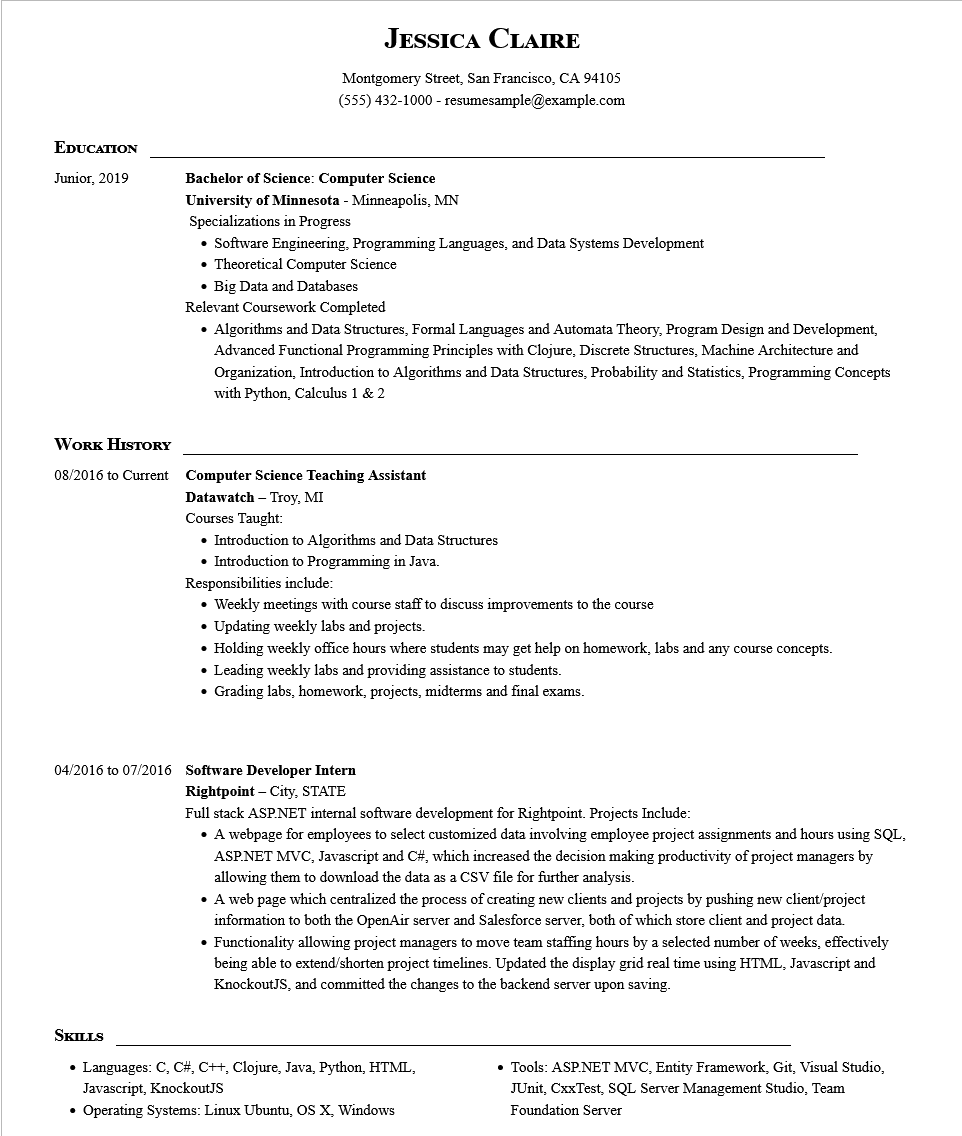 Jessica Claire
Montgomery Street, San Francisco, CA 94105
(555) 432-1000 - resumesample@example.com
Education
Junior, 2019
Bachelor of Science: Computer Science
University of Minnesota - Minneapolis, MN
Specializations in Progress
• Software Engineering, Programming Languages, and Data Systems Development
• Theoretical Computer Science
• Big Data and Databases
Relevant Coursework Completed
• Algorithms and Data Structures, Formal Languages and Automata Theory, Program Design and Development,
Advanced Functional Programming Principles with Clojure, Discrete Structures, Machine Architecture and
Organization, Introduction to Algorithms and Data Structures, Probability and Statistics, Programming Concepts
with Python, Calculus 1 & 2
Work History
08/2016 to Current
Computer Science Teaching Assistant
Datawatch – Troy, MI
Courses Taught:
• Introduction to Algorithms and Data Structures
• Introduction to Programming in Java.
Responsibilities include:
• Weekly meetings with course staff to discuss improvements to the course
• Updating weekly labs and projects.
• Holding weekly office hours where students may get help on homework, labs and any course concepts.
• Leading weekly labs and providing assistance to students.
• Grading labs, homework, projects, midterms and final exams.
04/2016 to 07/2016
Software Developer Intern
Rightpoint – City, STATE
Full stack ASP.NET internal software development for Rightpoint. Projects Include:
• A webpage for employees to select customized data involving employee project assignments and hours using SQL,
ASP.NET MVC, Javascript and C#, which increased the decision making productivity of project managers by
allowing them to download the data as a CSV file for further analysis.
• A web page which centralized the process of creating new clients and projects by pushing new client/project
information to both the OpenAir server and Salesforce server, both of which store client and project data.
• Functionality allowing project managers to move team staffing hours by a selected number of weeks, effectively
being able to extend/shorten project timelines. Updated the display grid real time using HTML, Javascript and
KnockoutJS, and committed the changes to the backend server upon saving.
Skills
• Languages: C, C#, C++, Clojure, Java, Python, HTML,
Javascript, KnockoutJS
• Operating Systems: Linux Ubuntu, OS X, Windows
• Tools: ASP.NET MVC, Entity Framework, Git, Visual Studio,
JUnit, CxxTest, SQL Server Management Studio, Team
Foundation Server